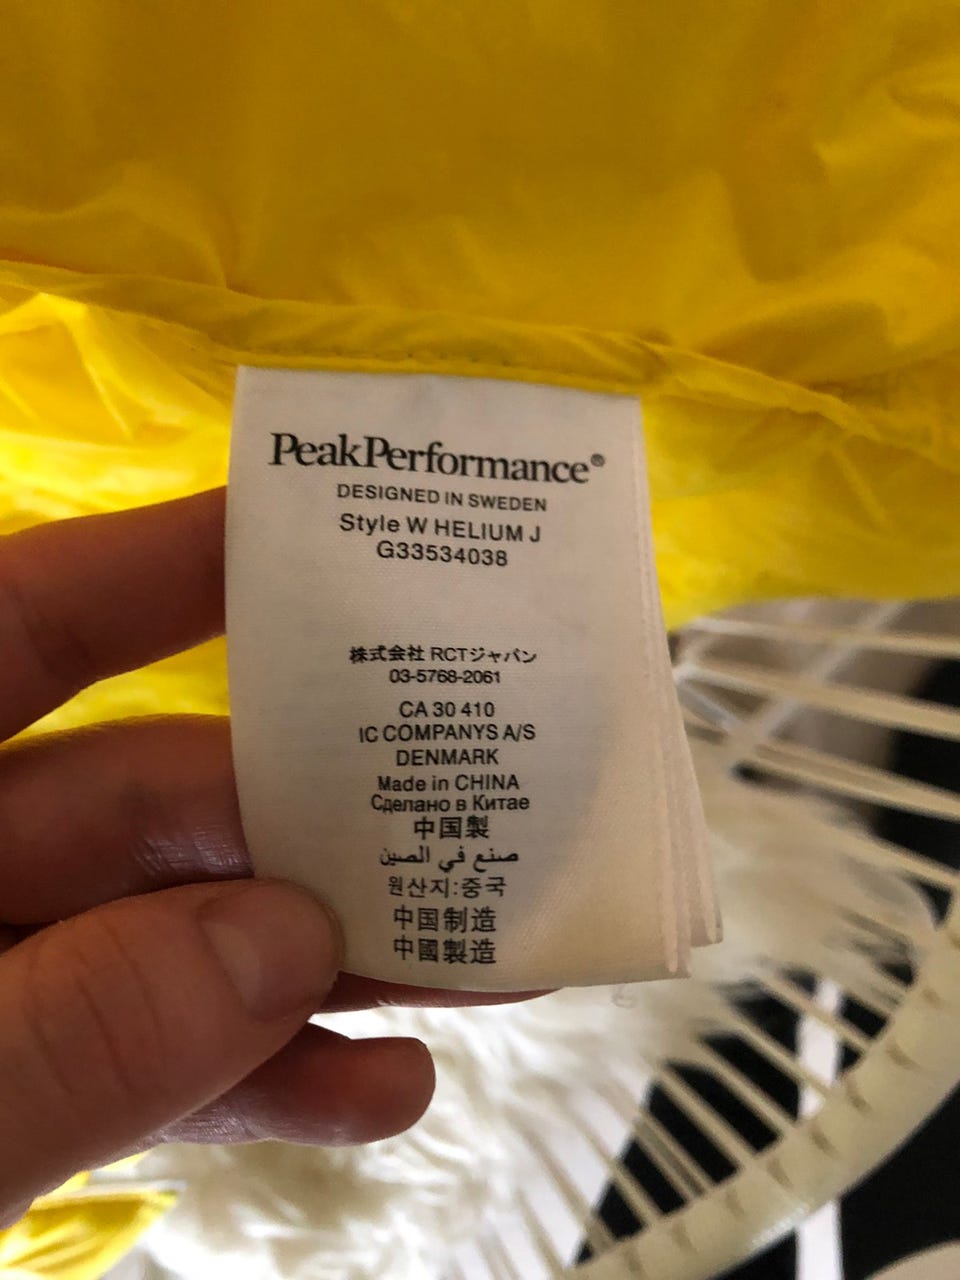 PeakPerformance®
DESIGNED IN SWEDEN
Style W HELIUM J
G33534038
株式会社 RCTジャパン
03-5768-2061
CA 30 410
IC COMPANYS A/S
DENMARK
Made in CHINA
Сделано в Китае
中国製
صنع في الصين
원산지:중국
中国制造
中國製造